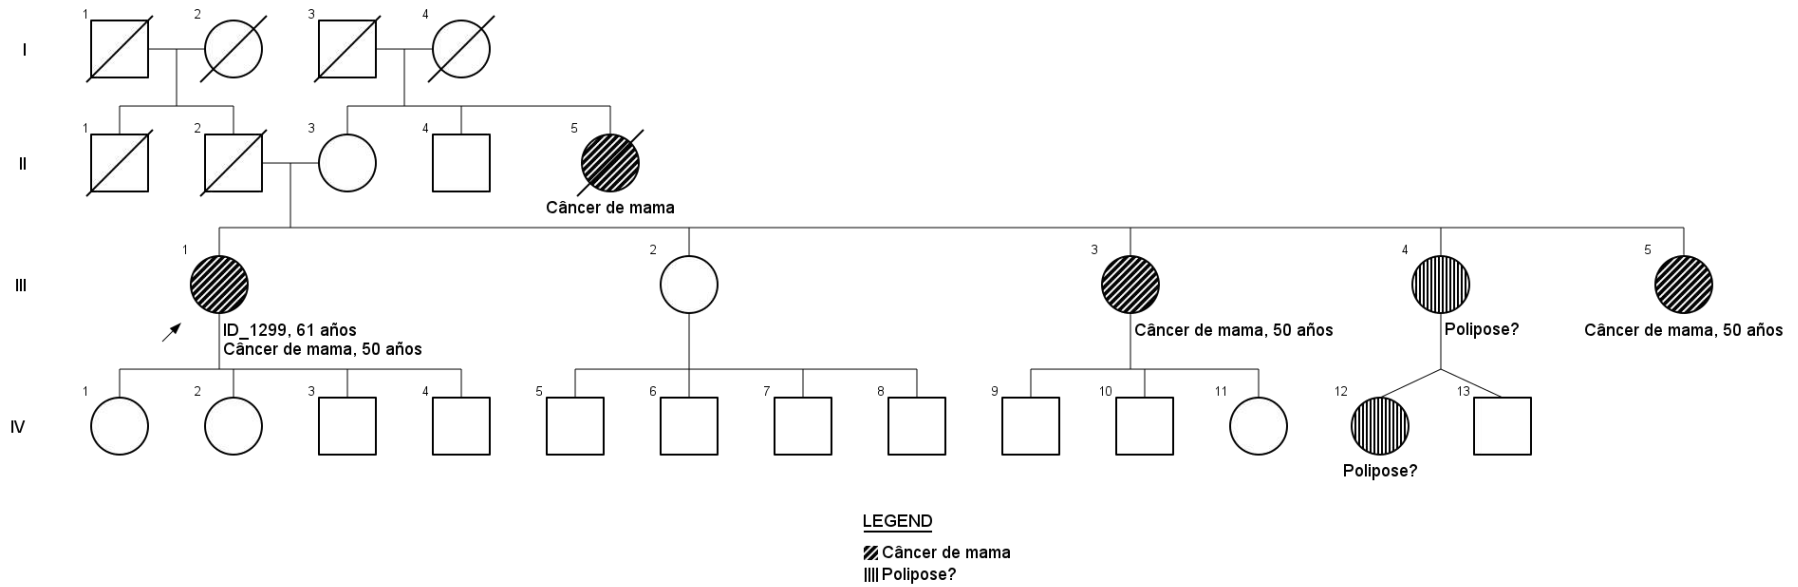 1 2 3 4
I
1 2 3 4 5
II
Câncer de mama
1 2 3 4 5
III
ID_1299, 61 años
Câncer de mama, 50 años
Câncer de mama, 50 años
Polipose?
Câncer de mama, 50 años
1 2 3 4 5 6 7 8 9 10 11 12 13
IV
Polipose?
LEGEND
Câncer de mama
Polipose?